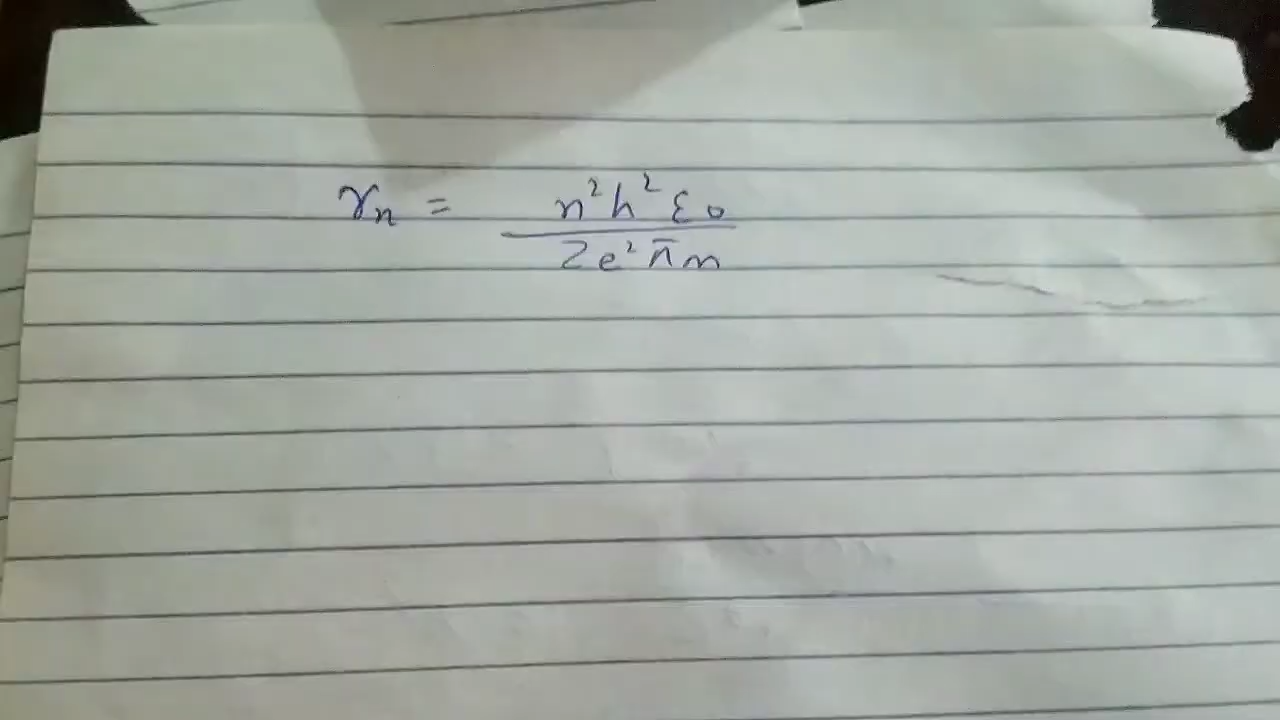 rₙ = n²h²ε₀ / Ze²πm